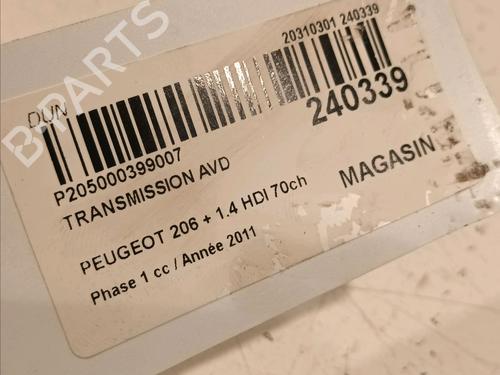 20310301 240339
DUN
240339
P205000399007
TRANSMISSION AVD
MAGASIN
PEUGEOT 206 + 1.4 HDI 70ch
Phase 1 cc / Année 2011
B-PARTS